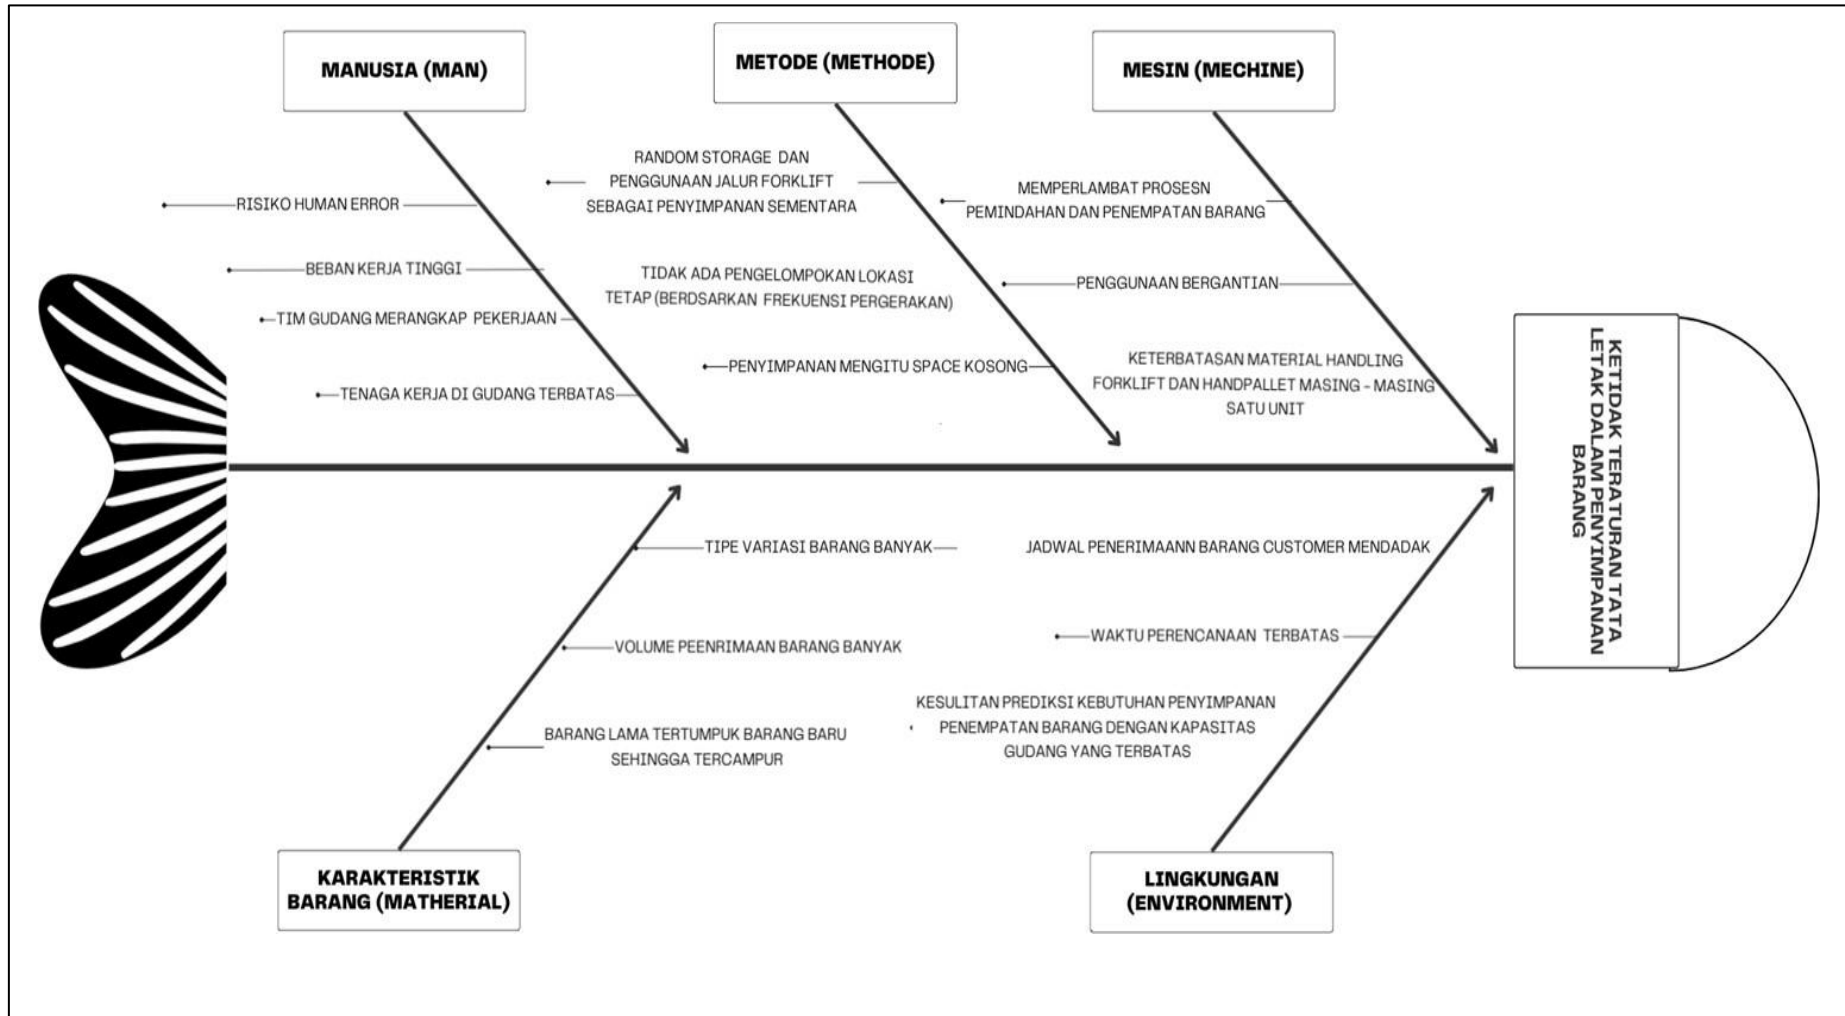 MANUSIA (MAN)
METODE (METHODE)
MESIN (MECHINE)
RISIKO HUMAN ERROR
BEBAN KERJA TINGGI
TIM GUDANG MERANGKAP PEKERJAAN
TENAGA KERJA DI GUDANG TERBATAS
RANDOM STORAGE DAN
PENGGUNAAN JALUR FORKLIFT
SEBAGAI PENYIMPANAN SEMENTARA
TIDAK ADA PENGELOMPOKAN LOKASI
TETAP (BERDSARKAN FREKUENSI PERGERAKAN)
PENYIMPANAN MENGITU SPACE KOSONG
MEMPERLAMBAT PROSESN
PEMINDAHAN DAN PENEMPATAN BARANG
PENGGUNAAN BERGANTIAN
KETERBATASAN MATERIAL HANDLING
FORKLIFT DAN HANDPALLET MASING - MASING
SATU UNIT
KETIDAK TERATURAN TATA
LETAK DALAM PENYIMPANAN
BARANG
TIPE VARIASI BARANG BANYAK
VOLUME PEENRIMAAN BARANG BANYAK
BARANG LAMA TERTUMPUK BARANG BARU
SEHINGGA TERCAMPUR
JADWAL PENERIMAANN BARANG CUSTOMER MENDADAK
WAKTU PERENCANAAN TERBATAS
KESULITAN PREDIKSI KEBUTUHAN PENYIMPANAN
PENEMPATAN BARANG DENGAN KAPASITAS
GUDANG YANG TERBATAS
KARAKTERISTIK
BARANG (MATHERIAL)
LINGKUNGAN
(ENVIRONMENT)